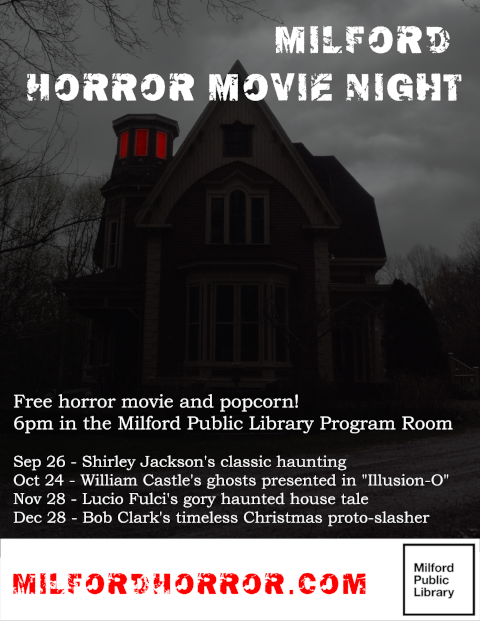 MILFORD
HORROR MOVIE NIGHT
Free horror movie and popcorn!
6pm in the Milford Public Library Program Room
Sep 26 - Shirley Jackson's classic haunting
Oct 24 - William Castle's ghosts presented in "Illusion-O"
Nov 28 - Lucio Fulci's gory haunted house tale
Dec 28 - Bob Clark's timeless Christmas proto-slasher
MILFORDHORROR.COM
Milford
Public
Library